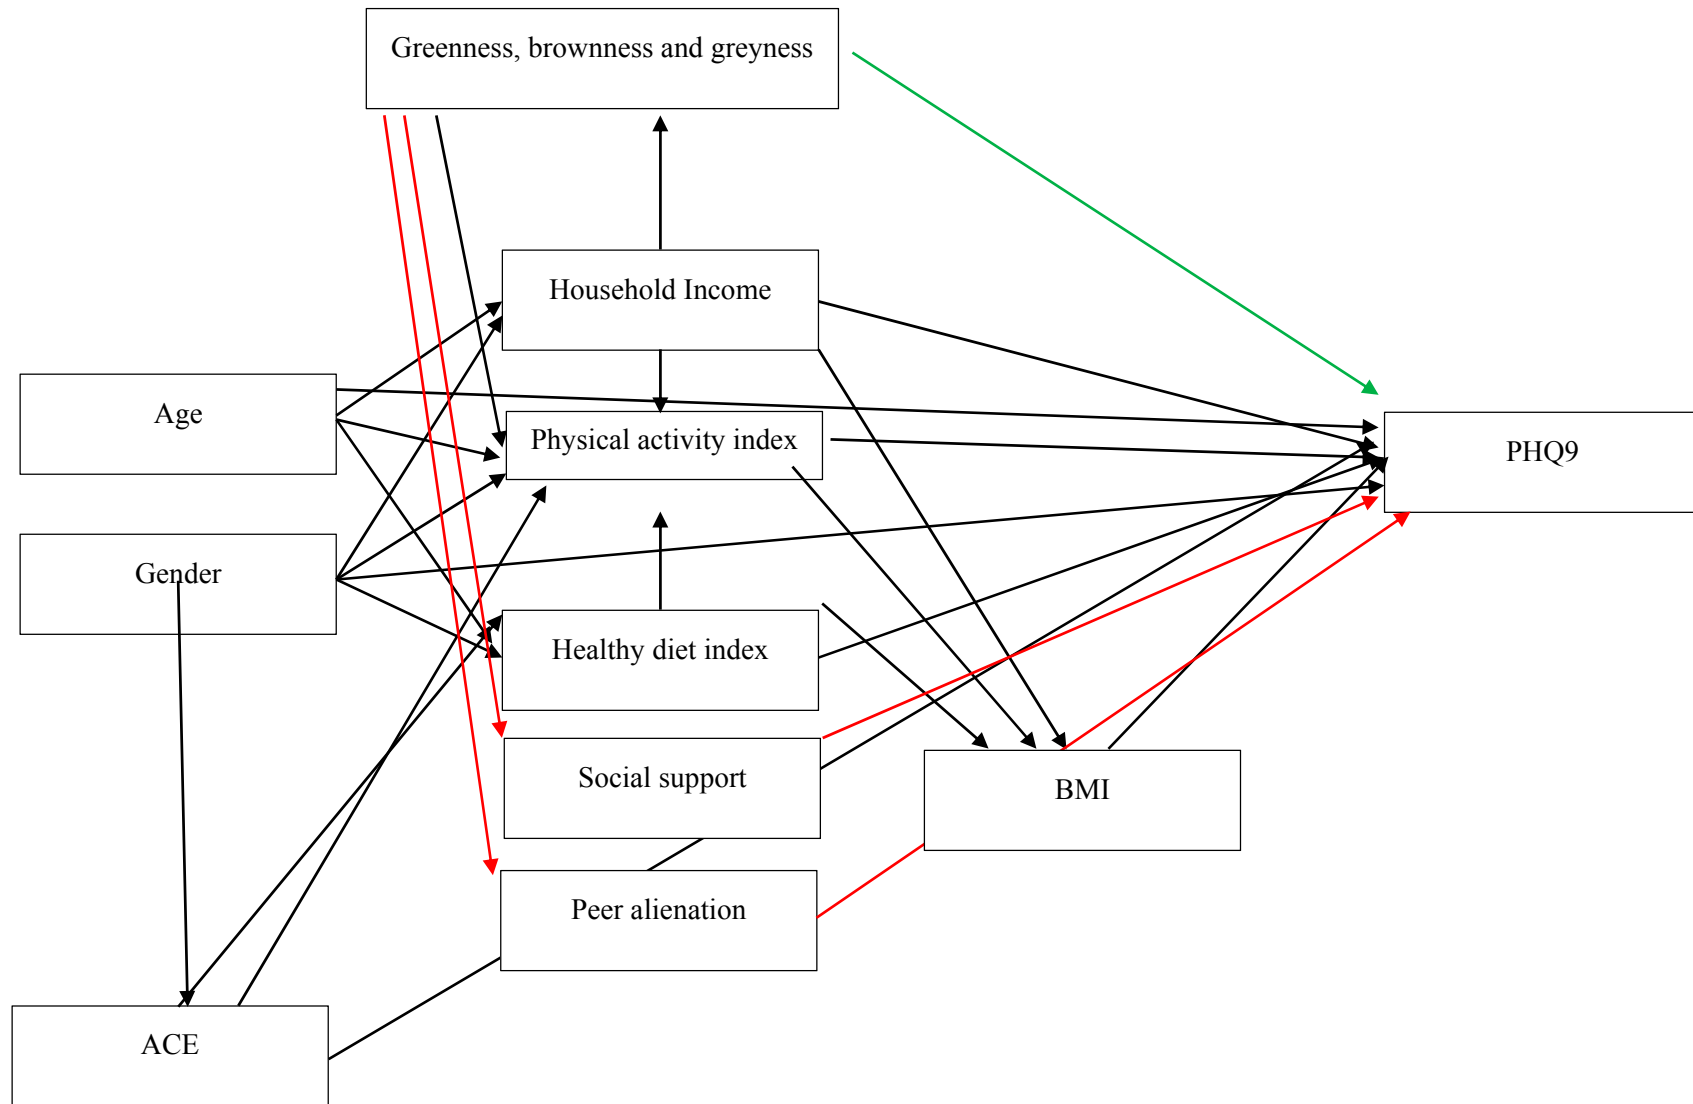 Greenness, brownness and greyness
Household Income
Age
Physical activity index
PHQ9
Gender
Healthy diet index
Social support
BMI
Peer alienation
ACE